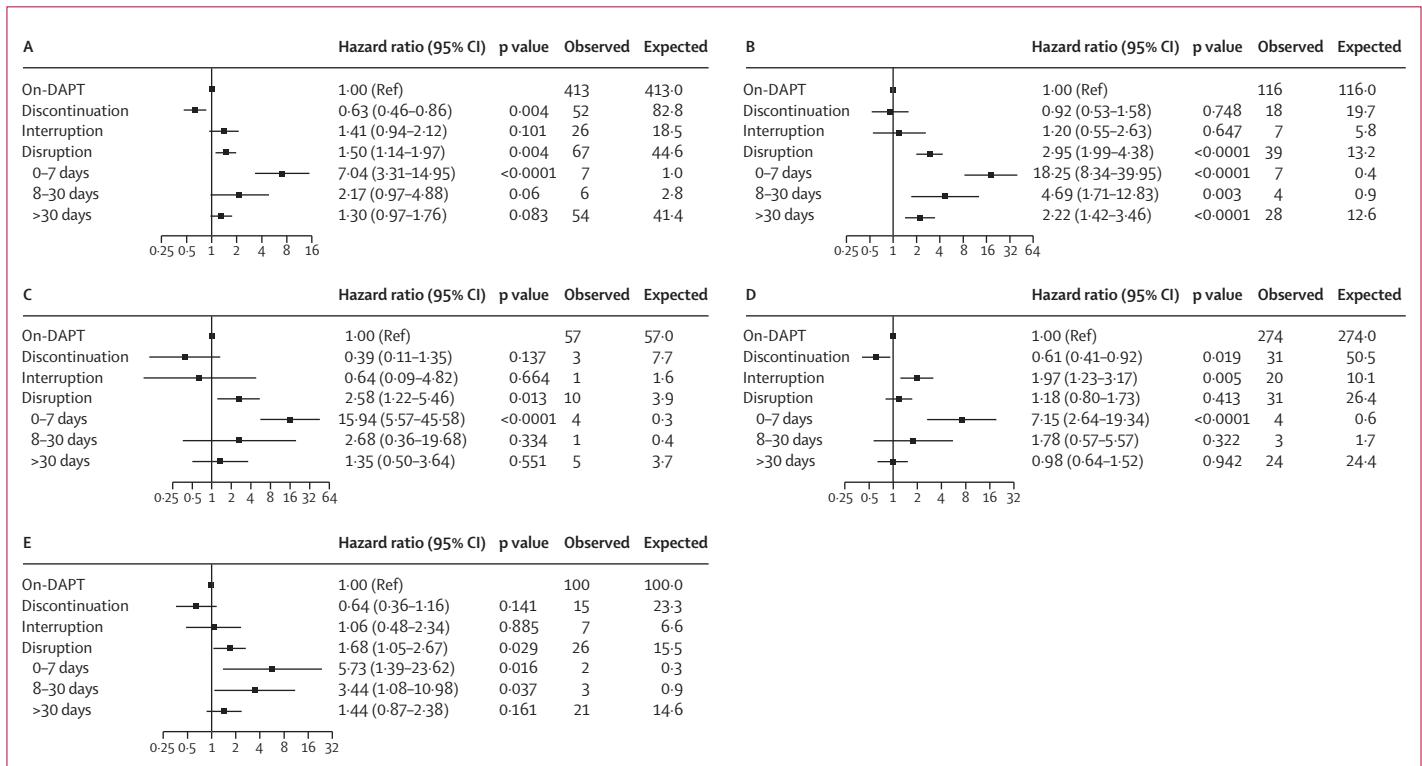 A Hazard ratio (95% CI) p value Observed Expected
On-DAPT 1·00 (Ref) 413 413·0
Discontinuation 0·63 (0·46–0·86) 0·004 52 82·8
Interruption 1·41 (0·94–2·12) 0·101 26 18·5
Disruption 1·50 (1·14–1·97) 0·004 67 44·6
0–7 days 7·04 (3·31–14·95) <0·0001 7 1·0
8–30 days 2·17 (0·97–4·88) 0·06 6 2·8
>30 days 1·30 (0·97–1·76) 0·083 54 41·4
0·25 0·5 1 2 4 8 16
B Hazard ratio (95% CI) p value Observed Expected
On-DAPT 1·00 (Ref) 116 116·0
Discontinuation 0·92 (0·53–1·58) 0·748 18 19·7
Interruption 1·20 (0·55–2·63) 0·647 7 5·8
Disruption 2·95 (1·99–4·38) <0·0001 39 13·2
0–7 days 18·25 (8·34–39·95) <0·0001 7 0·4
8–30 days 4·69 (1·71–12·83) 0·003 4 0·9
>30 days 2·22 (1·42–3·46) <0·0001 28 12·6
0·25 0·5 1 2 4 8 16 32 64
C Hazard ratio (95% CI) p value Observed Expected
On-DAPT 1·00 (Ref) 57 57·0
Discontinuation 0·39 (0·11–1·35) 0·137 3 7·7
Interruption 0·64 (0·09–4·82) 0·664 1 1·6
Disruption 2·58 (1·22–5·46) 0·013 10 3·9
0–7 days 15·94 (5·57–45·58) <0·0001 4 0·3
8–30 days 2·68 (0·36–19·68) 0·334 1 0·4
>30 days 1·35 (0·50–3·64) 0·551 5 3·7
0·25 0·5 1 2 4 8 16 32 64
D Hazard ratio (95% CI) p value Observed Expected
On-DAPT 1·00 (Ref) 274 274·0
Discontinuation 0·61 (0·41–0·92) 0·019 31 50·5
Interruption 1·97 (1·23–3·17) 0·005 20 10·1
Disruption 1·18 (0·80–1·73) 0·413 31 26·4
0–7 days 7·15 (2·64–19·34) <0·0001 4 0·6
8–30 days 1·78 (0·57–5·57) 0·322 3 1·7
>30 days 0·98 (0·64–1·52) 0·942 24 24·4
0·25 0·5 1 2 4 8 16 32
E Hazard ratio (95% CI) p value Observed Expected
On-DAPT 1·00 (Ref) 100 100·0
Discontinuation 0·64 (0·36–1·16) 0·141 15 23·3
Interruption 1·06 (0·48–2·34) 0·885 7 6·6
Disruption 1·68 (1·05–2·67) 0·029 26 15·5
0–7 days 5·73 (1·39–23·62) 0·016 2 0·3
8–30 days 3·44 (1·08–10·98) 0·037 3 0·9
>30 days 1·44 (0·87–2·38) 0·161 21 14·6
0·25 0·5 1 2 4 8 16 32